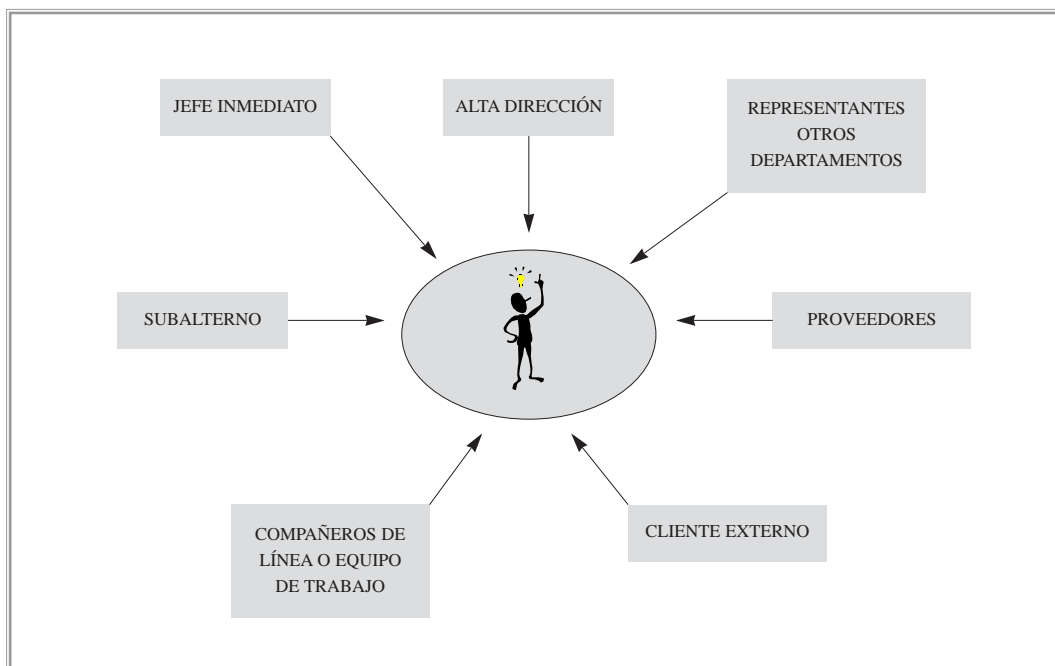 JEFE INMEDIATO
ALTA DIRECCIÓN
REPRESENTANTES
OTROS
DEPARTAMENTOS
SUBALTERNO
PROVEEDORES
COMPAÑEROS DE
LÍNEA O EQUIPO
DE TRABAJO
CLIENTE EXTERNO